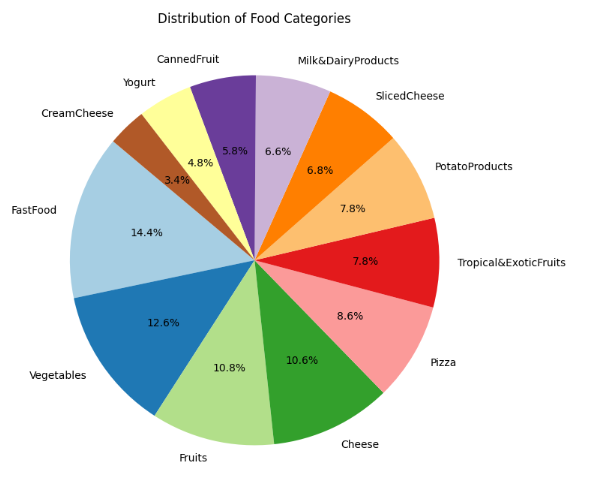 Distribution of Food Categories
CannedFruit
Milk&DairyProducts
Yogurt
SlicedCheese
CreamCheese
5.8%
6.6%
4.8%
6.8%
3.4%
PotatoProducts
FastFood
7.8%
14.4%
7.8%
Tropical&ExoticFruits
12.6%
8.6%
10.8%
10.6%
Pizza
Vegetables
Cheese
Fruits